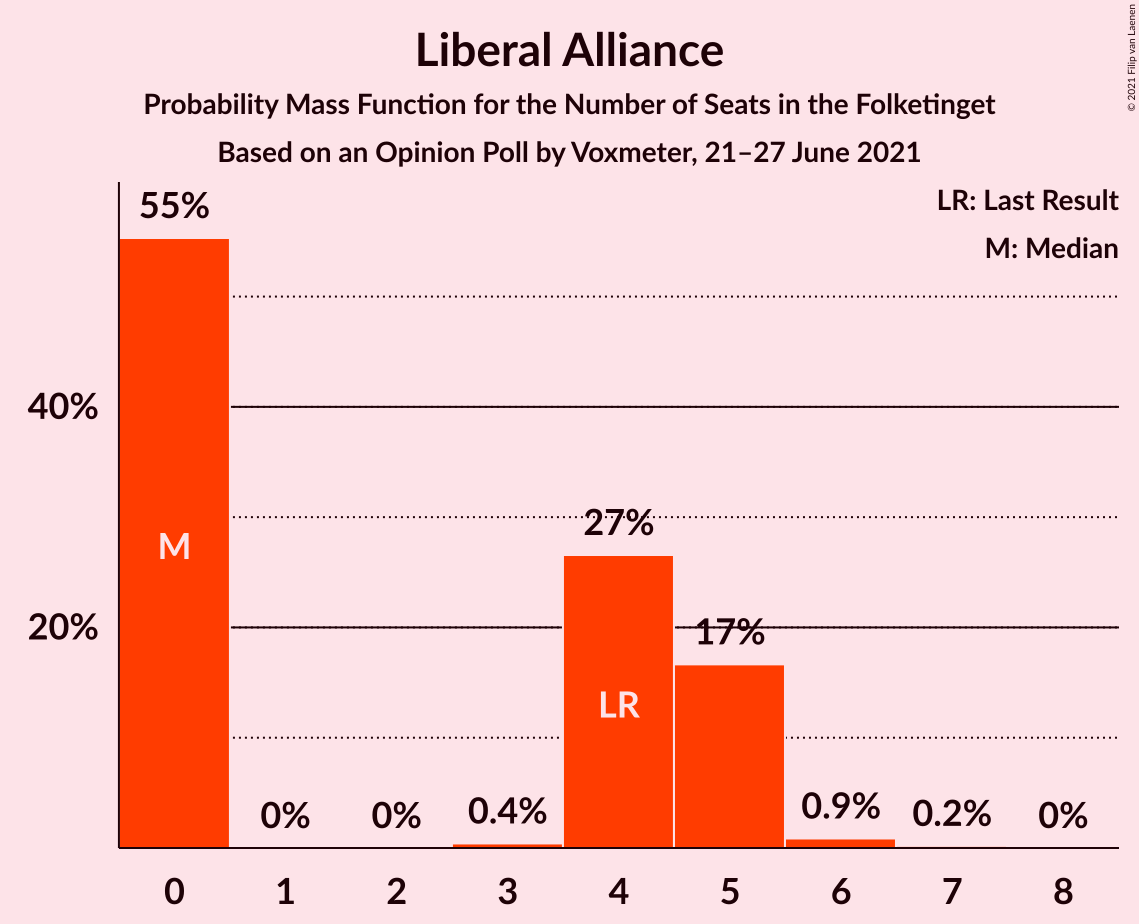 Liberal Alliance
Probability Mass Function for the Number of Seats in the Folketinget
Based on an Opinion Poll by Voxmeter, 21–27 June 2021
© 2021 Filip van Laenen
LR: Last Result
M: Median
55%
40%
20%
M
0%
0%
0.4%
27%
LR
17%
0.9%
0.2%
0%
0 1 2 3 4 5 6 7 8